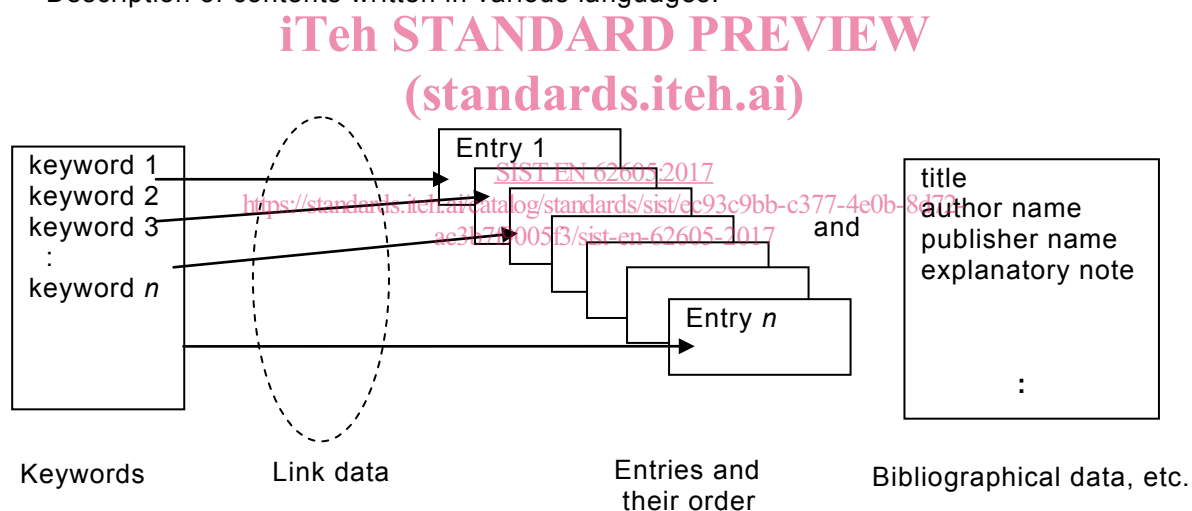 Description of contents written in various languages.
iTeh STANDARD PREVIEW
(standards.iteh.ai)
keyword 1
keyword 2
keyword 3
:
keyword n
Entry 1
SIST EN 62605:2017
https://standards.iteh.ai/catalog/standards/sist/ec93c9bb-c377-4e0b-8d72-
ac3b7f9005f3/sist-en-62605-2017
Entry n
and
title
author name
publisher name
explanatory note
:
Keywords
Link data
Entries and
their order
Bibliographical data, etc.